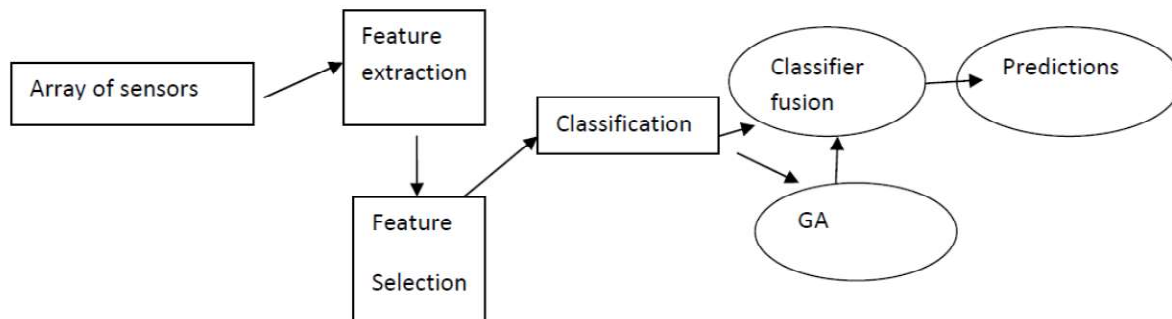 Array of sensors
Feature
extraction
Feature
Selection
Classification
Classifier
fusion
GA
Predictions